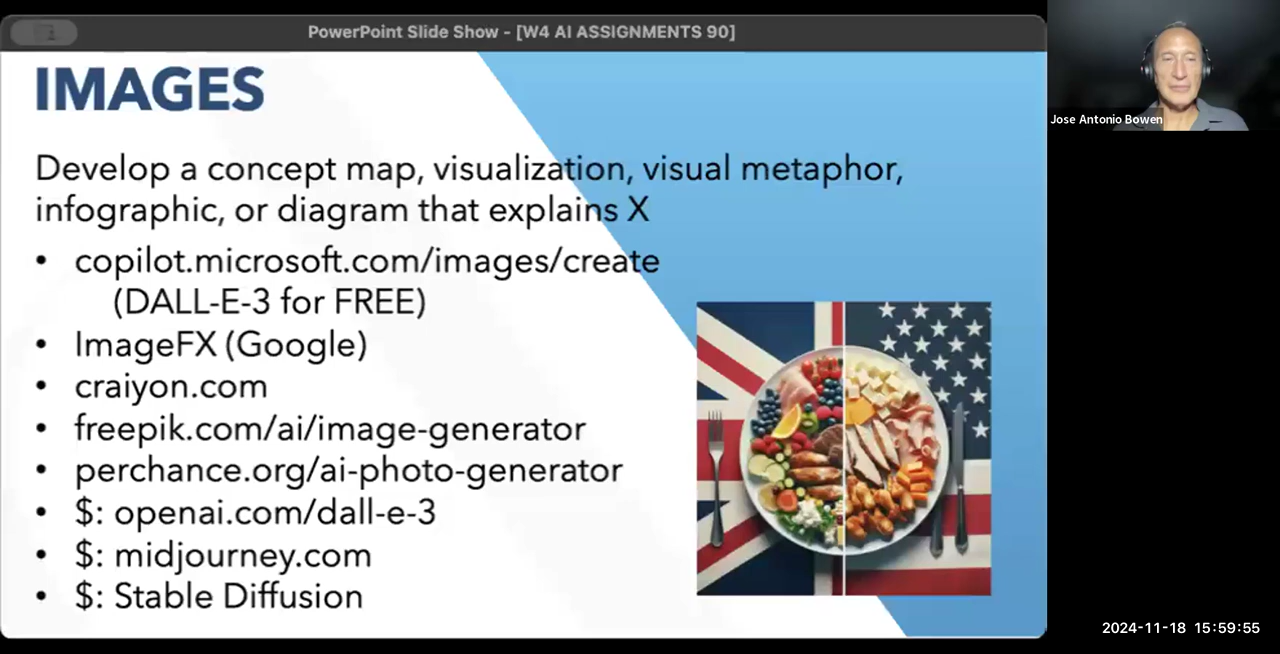 PowerPoint Slide Show - [W4 AI ASSIGNMENTS 90]
IMAGES
Develop a concept map, visualization, visual metaphor,
infographic, or diagram that explains X
• copilot.microsoft.com/images/create
(DALL-E-3 for FREE)
• ImageFX (Google)
• craiyon.com
• freepik.com/ai/image-generator
• perchance.org/ai-photo-generator
• $: openai.com/dall-e-3
• $: midjourney.com
• $: Stable Diffusion
Jose Antonio Bowen
2024-11-18 15:59:55